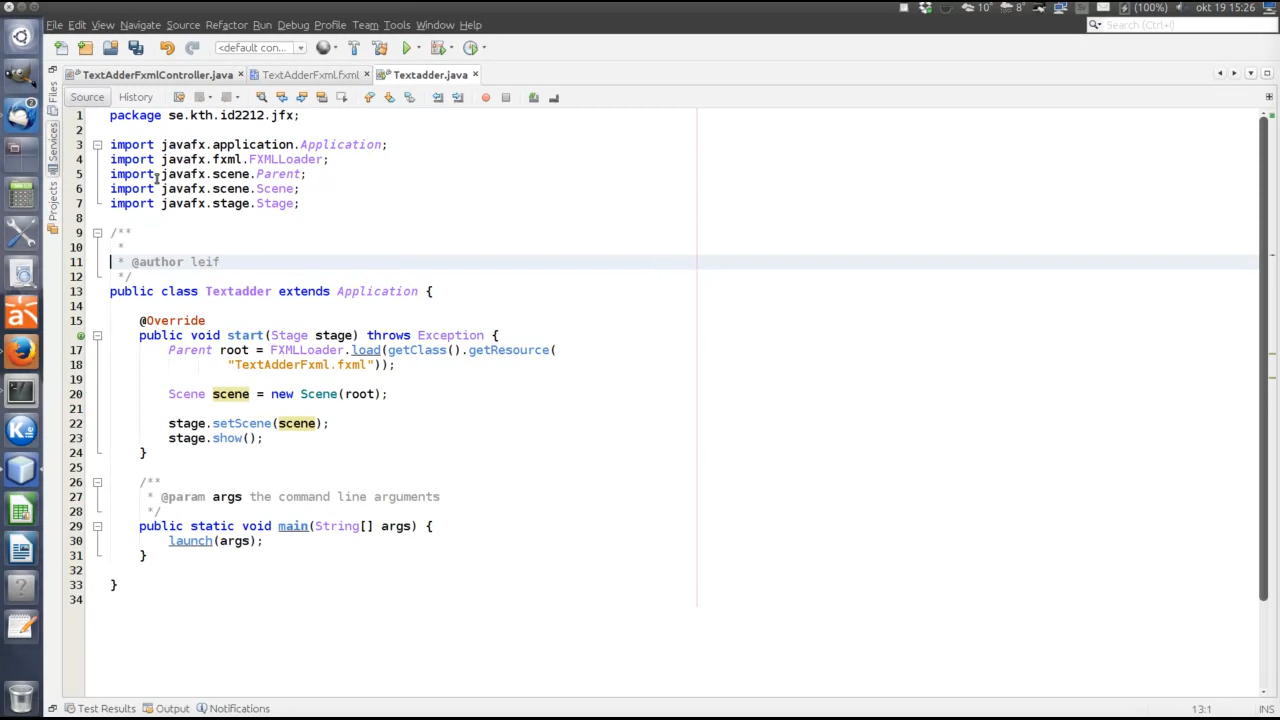 10° 8° (100%) okt 19 15:26
File Edit View Navigate Source Refactor Run Debug Profile Team Tools Window Help
Search (Ctrl+I)
<default con...
TextAdderFxmlController.java TextAdderFxml.fxml Textadder.java
Source History
Files
Services
Projects
1 package se.kth.id2212.jfx;
2
3 import javafx.application.Application;
4 import javafx.fxml.FXMLLoader;
5 import javafx.scene.Parent;
6 import javafx.scene.Scene;
7 import javafx.stage.Stage;
8
9 /**
10 *
11 * @author leif
12 */
13 public class Textadder extends Application {
14
15 @Override
public void start(Stage stage) throws Exception {
17 Parent root = FXMLLoader.load(getClass().getResource(
18 "TextAdderFxml.fxml"));
19
20 Scene scene = new Scene(root);
21
22 stage.setScene(scene);
23 stage.show();
24 }
25
26 /**
27 * @param args the command line arguments
28 */
29 public static void main(String[] args) {
30 launch(args);
31 }
32
33 }
34
Test Results Output Notifications
13:1 INS